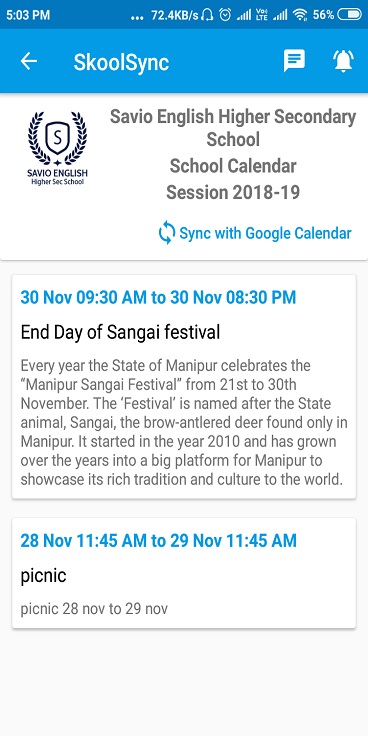 5:03 PM ... 72.4KB/s Vo) LTE 56%
SkoolSync
Savio English Higher Secondary
School
School Calendar
Session 2018-19
S
SAVIO ENGLISH
Higher Sec School
Sync with Google Calendar
30 Nov 09:30 AM to 30 Nov 08:30 PM
End Day of Sangai festival
Every year the State of Manipur celebrates the
“Manipur Sangai Festival” from 21st to 30th
November. The ‘Festival’ is named after the State
animal, Sangai, the brow-antlered deer found only in
Manipur. It started in the year 2010 and has grown
over the years into a big platform for Manipur to
showcase its rich tradition and culture to the world.
28 Nov 11:45 AM to 29 Nov 11:45 AM
picnic
picnic 28 nov to 29 nov